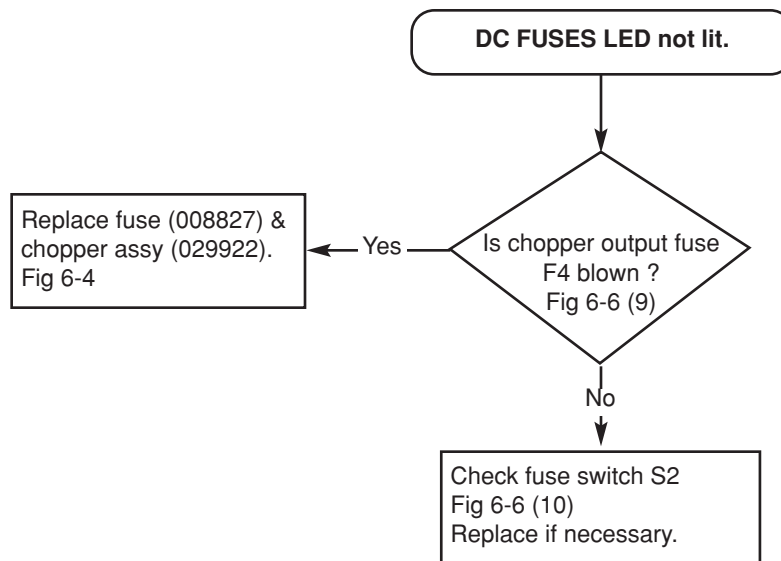 DC FUSES LED not lit.
Is chopper output fuse
F4 blown ?
Fig 6-6 (9)
Yes
Replace fuse (008827) &
chopper assy (029922).
Fig 6-4
No
Check fuse switch S2
Fig 6-6 (10)
Replace if necessary.